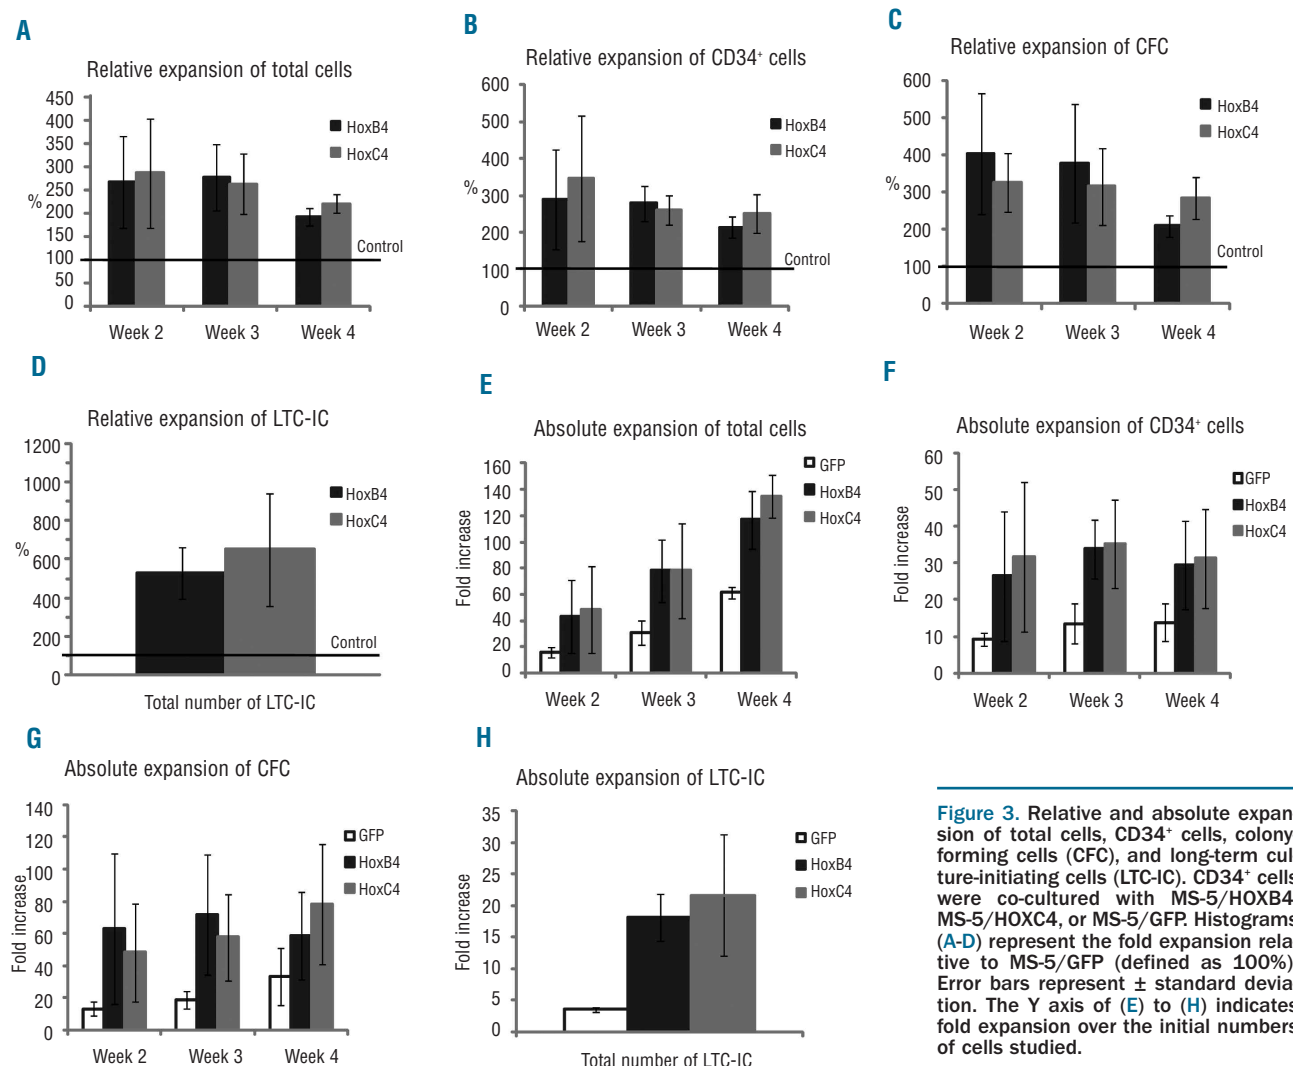 A
Relative expansion of total cells
450
400
350
300
250
200
150
100
50
0
%
HoxB4
HoxC4
Control
Week 2
Week 3
Week 4
B
Relative expansion of CD34+ cells
600
500
400
300
200
100
0
%
HoxB4
HoxC4
Control
Week 2
Week 3
Week 4
C
Relative expansion of CFC
600
500
400
300
200
100
0
%
HoxB4
HoxC4
Control
Week 2
Week 3
Week 4
D
Relative expansion of LTC-IC
1200
1000
800
600
400
200
0
%
HoxB4
HoxC4
Control
Total number of LTC-IC
E
Absolute expansion of total cells
160
140
120
100
80
60
40
20
0
Fold increase
GFP
HoxB4
HoxC4
Week 2
Week 3
Week 4
F
Absolute expansion of CD34+ cells
60
50
40
30
20
10
0
Fold increase
GFP
HoxB4
HoxC4
Week 2
Week 3
Week 4
G
Absolute expansion of CFC
140
120
100
80
60
40
20
0
Fold increase
GFP
HoxB4
HoxC4
Week 2
Week 3
Week 4
H
Absolute expansion of LTC-IC
35
30
25
20
15
10
5
0
Fold increase
GFP
HoxB4
HoxC4
Total number of LTC-IC
Figure 3. Relative and absolute expan-
sion of total cells, CD34+ cells, colony
forming cells (CFC), and long-term cul-
ture-initiating cells (LTC-IC). CD34+ cells
were co-cultured with MS-5/HOXB4
MS-5/HOXC4, or MS-5/GFP. Histograms
(A-D) represent the fold expansion rela-
tive to MS-5/GFP (defined as 100%)
Error bars represent ± standard devia-
tion. The Y axis of (E) to (H) indicates
fold expansion over the initial numbers
of cells studied.